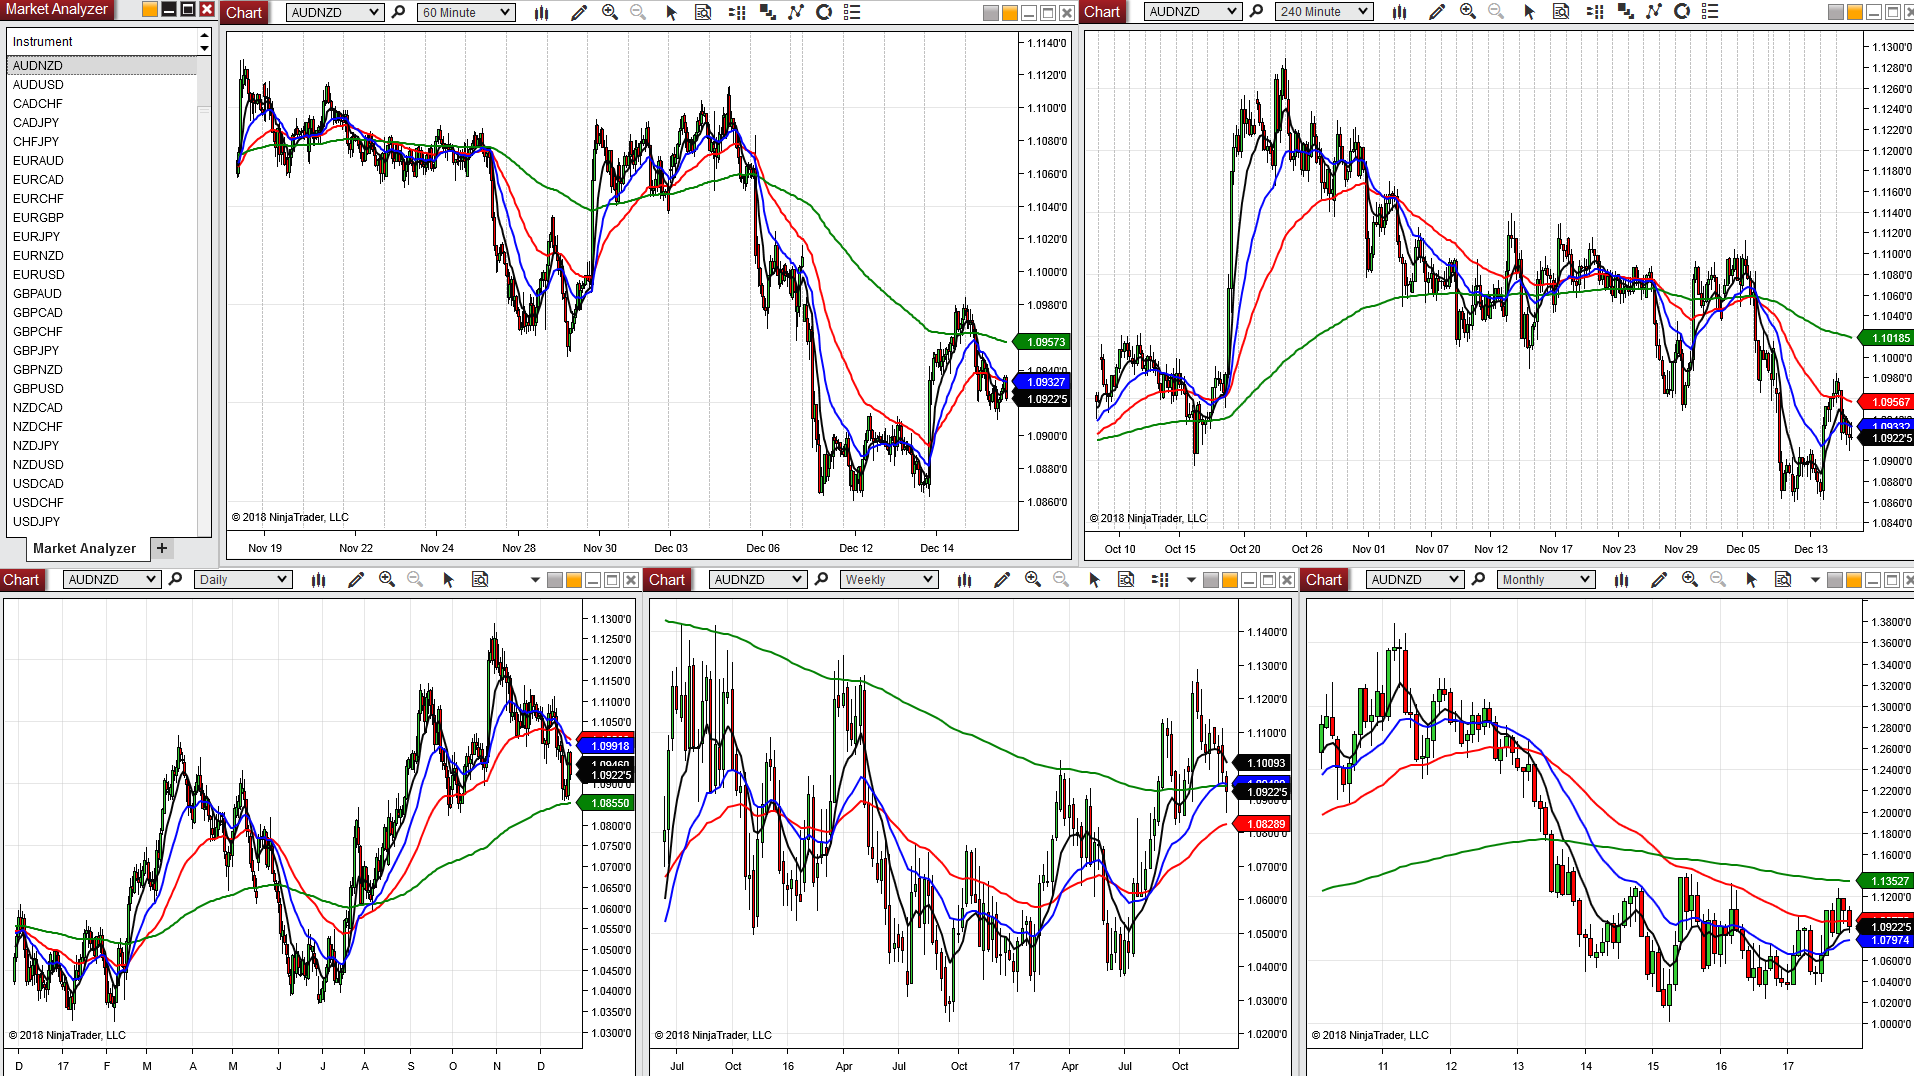 Market Analyzer
Instrument
AUDNZD
AUDUSD
CADCHF
CADJPY
CHFJPY
EURAUD
EURCAD
EURCHF
EURGBP
EURJPY
EURNZD
EURUSD
GBPAUD
GBPCAD
GBPCHF
GBPJPY
GBPNZD
GBPUSD
NZDCAD
NZDCHF
NZDJPY
NZDUSD
USDCAD
USDCHF
USDJPY
Market Analyzer +
Chart AUDNZD 60 Minute
1.1140'0
1.1120'0
1.1100'0
1.1080'0
1.1060'0
1.1040'0
1.1020'0
1.1000'0
1.0980'0
1.09573
1.0940'0
1.09327
1.0922'5
1.0900'0
1.0880'0
1.0860'0
© 2018 NinjaTrader, LLC
Nov 19 Nov 22 Nov 24 Nov 28 Nov 30 Dec 03 Dec 06 Dec 12 Dec 14
Chart AUDNZD 240 Minute
1.1300'0
1.1280'0
1.1260'0
1.1240'0
1.1220'0
1.1200'0
1.1180'0
1.1160'0
1.1140'0
1.1120'0
1.1100'0
1.1080'0
1.1060'0
1.1040'0
1.10185
1.1000'0
1.0980'0
1.09567
1.09332
1.0922'5
1.0900'0
1.0880'0
1.0860'0
1.0840'0
© 2018 NinjaTrader, LLC
Oct 10 Oct 15 Oct 20 Oct 26 Nov 01 Nov 07 Nov 12 Nov 17 Nov 23 Nov 29 Dec 05 Dec 13
Chart AUDNZD Daily
1.1300'0
1.1250'0
1.1200'0
1.1150'0
1.1100'0
1.1050'0
1.09918
1.09460
1.0922'5
1.0900'0
1.08550
1.0800'0
1.0750'0
1.0700'0
1.0650'0
1.0600'0
1.0550'0
1.0500'0
1.0450'0
1.0400'0
1.0350'0
1.0300'0
© 2018 NinjaTrader, LLC
D 17 F M A M J J A S O N D
Chart AUDNZD Weekly
1.1400'0
1.1300'0
1.1200'0
1.1100'0
1.10093
1.0922'5
1.0900'0
1.08289
1.0800'0
1.0700'0
1.0600'0
1.0500'0
1.0400'0
1.0300'0
1.0200'0
© 2018 NinjaTrader, LLC
Jul Oct 16 Apr Jul Oct 17 Apr Jul Oct
Chart AUDNZD Monthly
1.3800'0
1.3600'0
1.3400'0
1.3200'0
1.3000'0
1.2800'0
1.2600'0
1.2400'0
1.2200'0
1.2000'0
1.1800'0
1.1600'0
1.13527
1.1200'0
1.0922'5
1.07974
1.0600'0
1.0400'0
1.0200'0
1.0000'0
© 2018 NinjaTrader, LLC
11 12 13 14 15 16 17